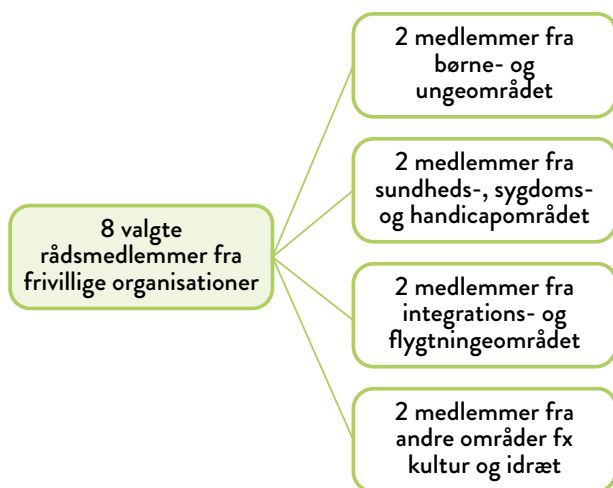 8 valgte
rådsmedlemmer fra
frivillige organisationer
2 medlemmer fra
børne- og
ungeområdet
2 medlemmer fra
sundheds-, sygdoms-
og handicapområdet
2 medlemmer fra
integrations- og
flygtningeområdet
2 medlemmer fra
andre områder fx
kultur og idræt